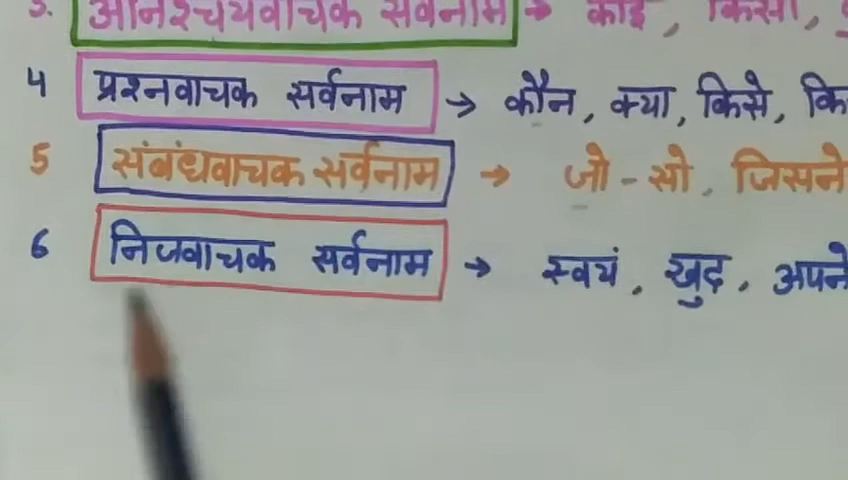 3. अनिश्चयवाचक सर्वनाम → कोई, किसी,
4 प्रश्नवाचक सर्वनाम → कौन, क्या, किसे,
5 संबंधवाचक सर्वनाम → जो - सो, जिसने
6 निजवाचक सर्वनाम → स्वयं, खुद, अपने